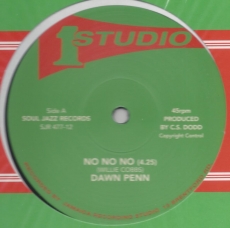 1 STUDIO
Side A
SOUL JAZZ RECORDS
SJR 477-12
45rpm
PRODUCED
BY C.S. DODD
Copyright Control
NO NO NO (4.25)
(WILLIE COBBS)
DAWN PENN